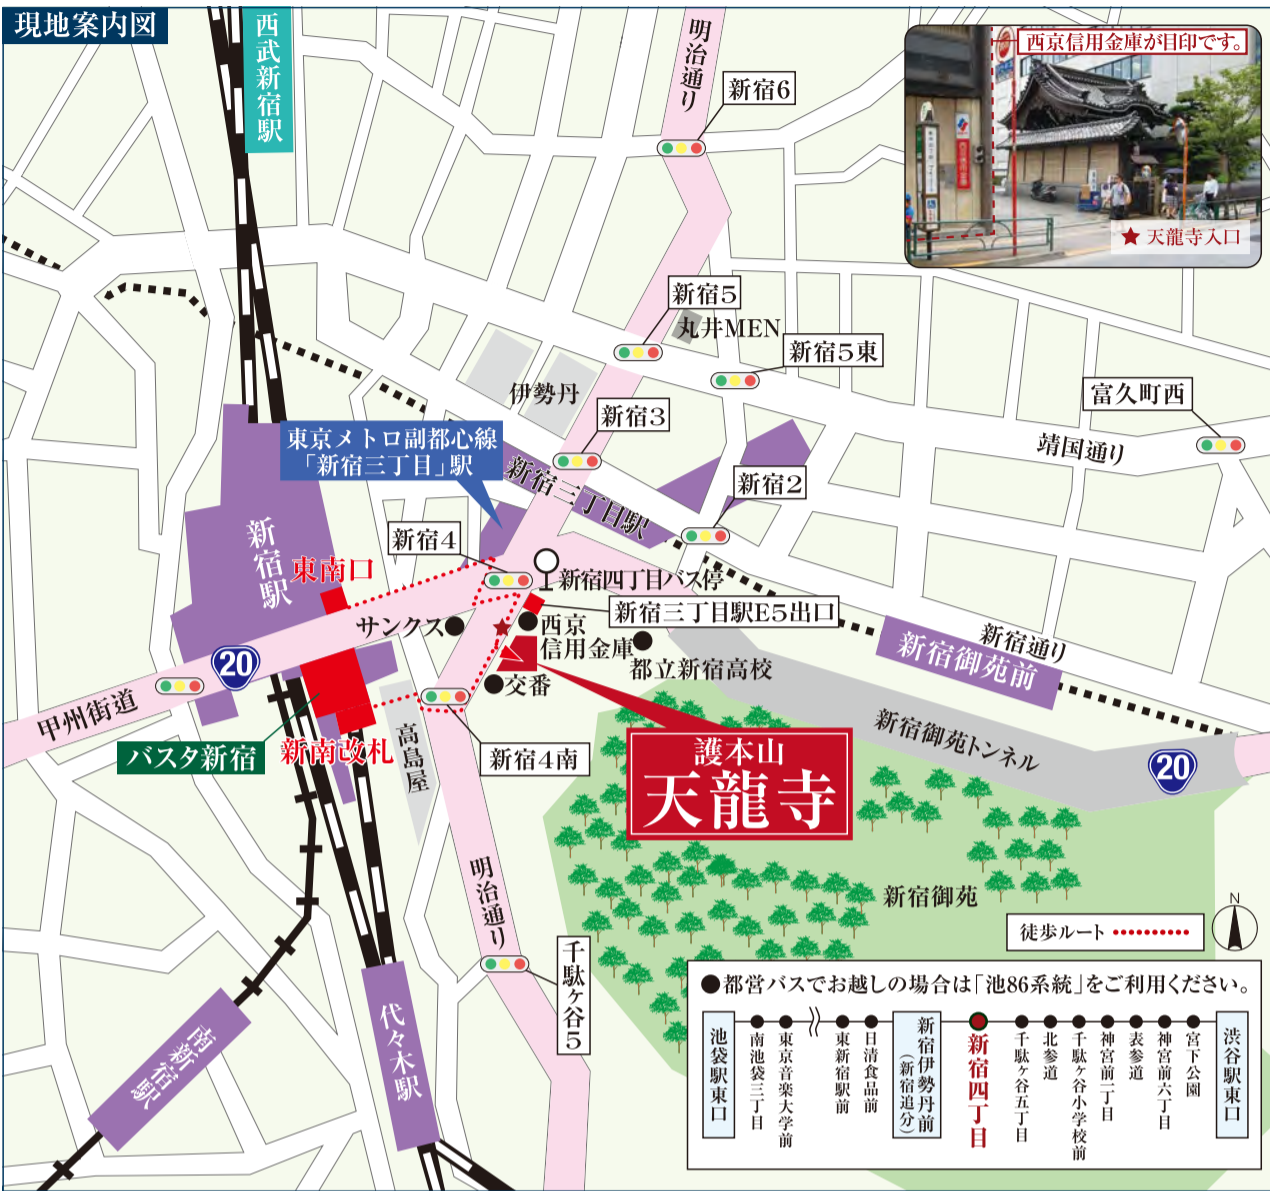 現地案内図
西武新宿駅
明治通り
新宿6
西京信用金庫が目印です。
★ 天龍寺入口
新宿5
丸井MEN
新宿5東
伊勢丹
新宿3
富久町西
靖国通り
東京メトロ副都心線
「新宿三丁目」駅
新宿三丁目駅
新宿2
新宿駅
新宿4
東南口
新宿四丁目バス停
新宿三丁目駅E5出口
サンクス
西京
信用金庫
都立新宿高校
新宿通り
新宿御苑前
20
甲州街道
交番
バスタ新宿
新南改札
高島屋
新宿4南
護本山
天龍寺
新宿御苑トンネル
20
明治通り
新宿御苑
N
徒歩ルート
千駄ヶ谷5
代々木駅
南新宿駅
●都営バスでお越しの場合は「池86系統」をご利用ください。
池袋駅東口
南池袋三丁目
東京音楽大学前
東新宿駅前
日清食品前
新宿伊勢丹前
(新宿追分)
新宿四丁目
千駄ヶ谷五丁目
北参道
千駄ヶ谷小学校前
神宮前二丁目
表参道
神宮前六丁目
宮下公園
渋谷駅東口